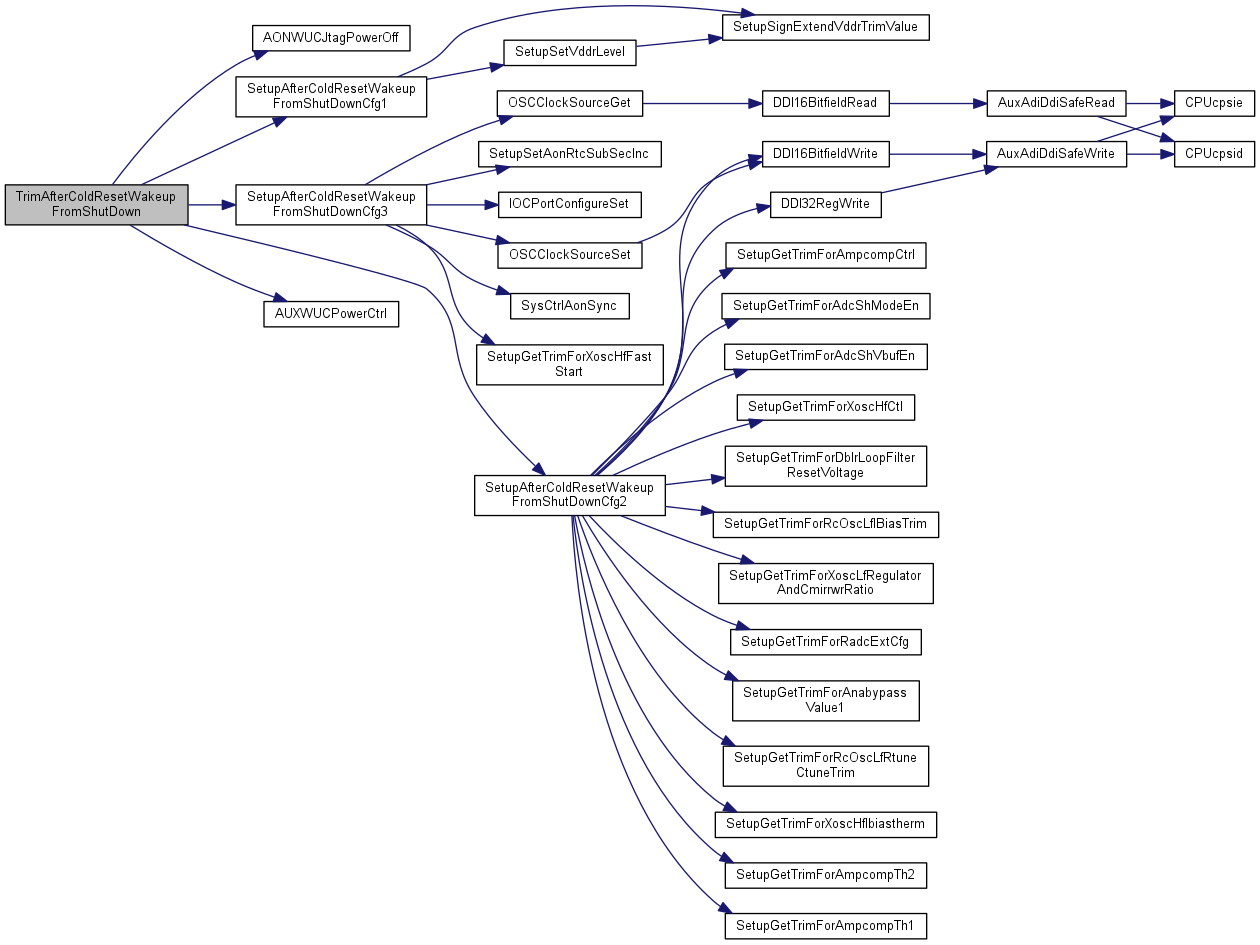 TrimAfterColdResetWakeup
FromShutDown
AONWUCJtagPowerOff
SetupAfterColdResetWakeup
FromShutDownCfg1
SetupAfterColdResetWakeup
FromShutDownCfg3
AUXWUCPowerCtrl
SetupSetVddrLevel
OSCClockSourceGet
SetupSetAonRtcSubSecInc
IOCPortConfigureSet
OSCClockSourceSet
SysCtrlAonSync
SetupGetTrimForXoscHfFast
Start
SetupAfterColdResetWakeup
FromShutDownCfg2
SetupSignExtendVddrTrimValue
DDI16BitfieldRead
DDI16BitfieldWrite
DDI32RegWrite
SetupGetTrimForAmpcompCtrl
SetupGetTrimForAdcShModeEn
SetupGetTrimForAdcShVbufEn
SetupGetTrimForXoscHfCtl
SetupGetTrimForDblrLoopFilter
ResetVoltage
SetupGetTrimForRcOscLfIBiasTrim
SetupGetTrimForXoscLfRegulator
AndCmirrwrRatio
SetupGetTrimForRadcExtCfg
SetupGetTrimForAnabypass
Value1
SetupGetTrimForRcOscLfRtune
CtuneTrim
SetupGetTrimForXoscHfIbiastherm
SetupGetTrimForAmpcompTh2
SetupGetTrimForAmpcompTh1
AuxAdiDdiSafeRead
AuxAdiDdiSafeWrite
CPUcpsie
CPUcpsid